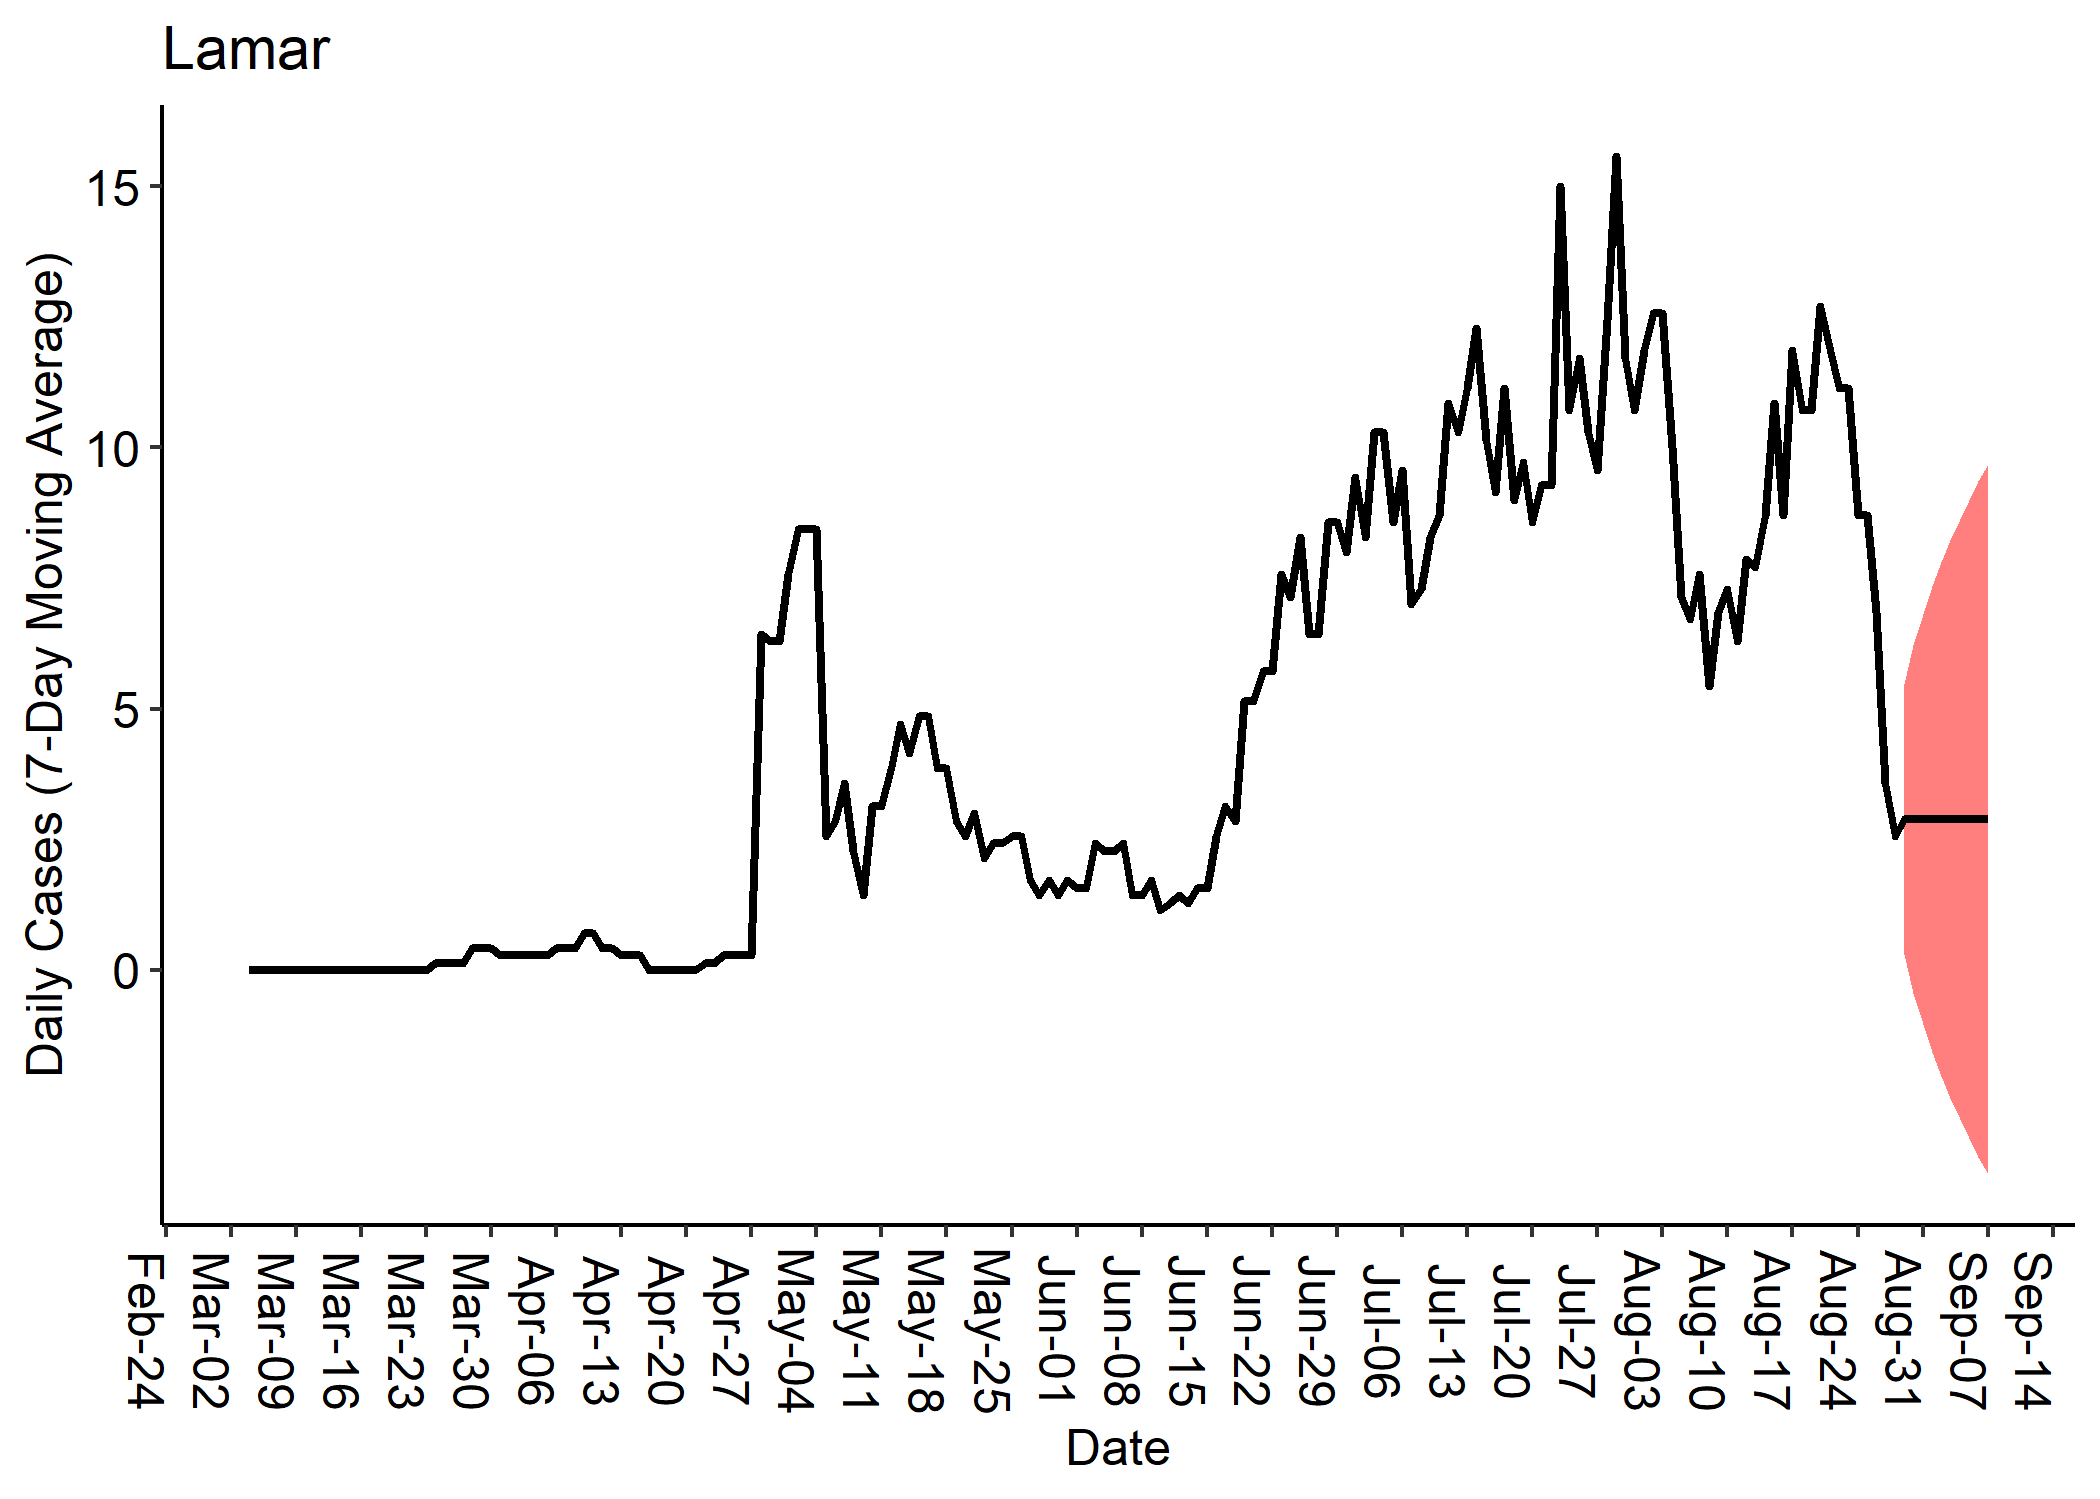 Lamar
Daily Cases (7-Day Moving Average)
15
10
5
0
Feb-24
Mar-02
Mar-09
Mar-16
Mar-23
Mar-30
Apr-06
Apr-13
Apr-20
Apr-27
May-04
May-11
May-18
May-25
Jun-01
Jun-08
Jun-15
Jun-22
Jun-29
Jul-06
Jul-13
Jul-20
Jul-27
Aug-03
Aug-10
Aug-17
Aug-24
Aug-31
Sep-07
Sep-14
Date